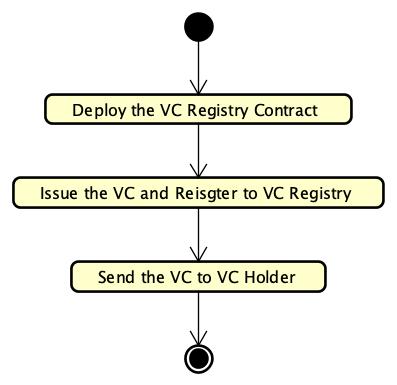 Deploy the VC Registry Contract
Issue the VC and Reisgter to VC Registry
Send the VC to VC Holder